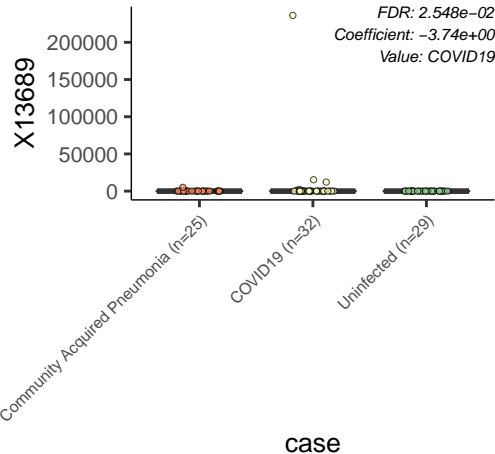 FDR: 2.548e−02
Coefficient: −3.74e+00
Value: COVID19
X13689
200000
150000
100000
50000
0
Community Acquired Pneumonia (n=25)
COVID19 (n=32)
Uninfected (n=29)
case